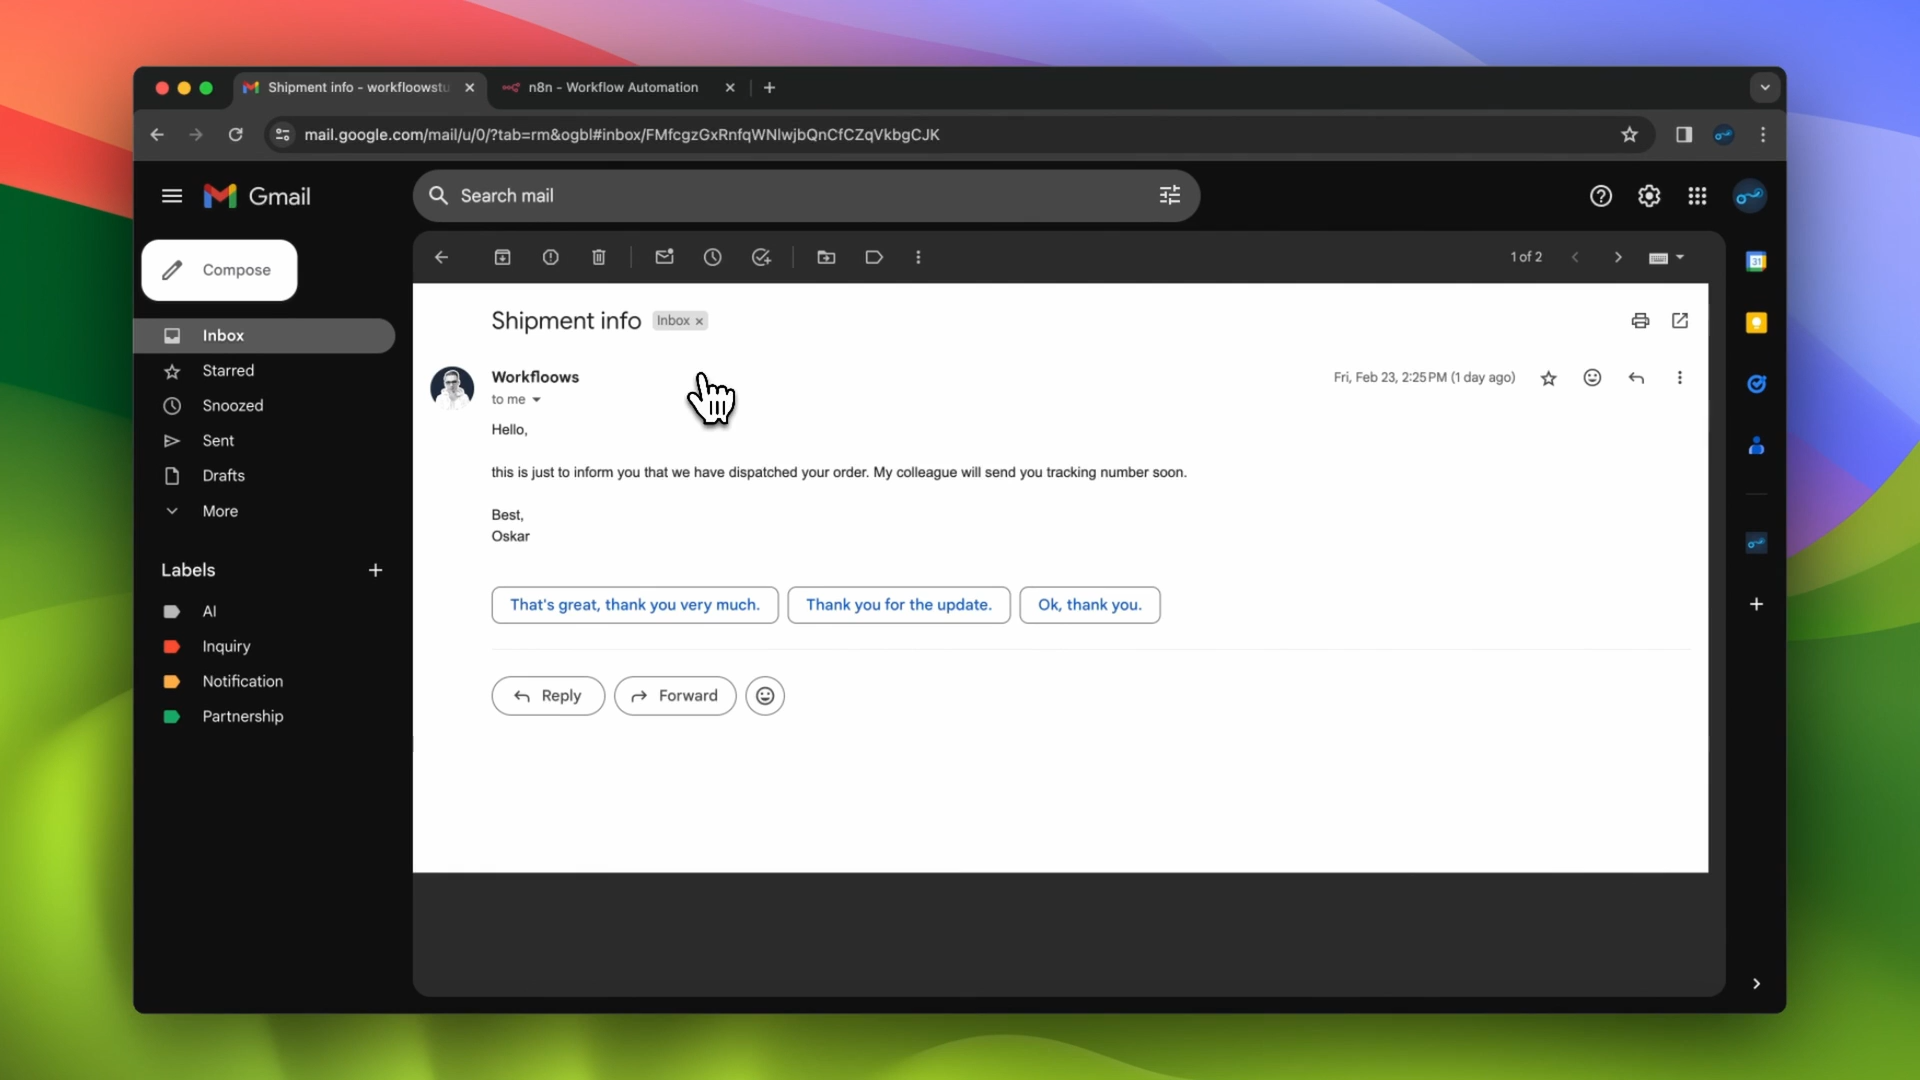 Shipment info - workfloowstu
n8n - Workflow Automation
mail.google.com/mail/u/0/?tab=rm&ogbl#inbox/FMfcgzGxRnfqWNlwjbQnCfCZqVkbgCJK
Gmail
Search mail
Compose
1 of 2
31
Inbox
Starred
Snoozed
Sent
Drafts
More
Labels
AI
Inquiry
Notification
Partnership
Shipment info Inbox
Workfloows
Fri, Feb 23, 2:25 PM (1 day ago)
to me
Hello,
this is just to inform you that we have dispatched your order. My colleague will send you tracking number soon.
Best,
Oskar
That's great, thank you very much. Thank you for the update. Ok, thank you.
Reply Forward